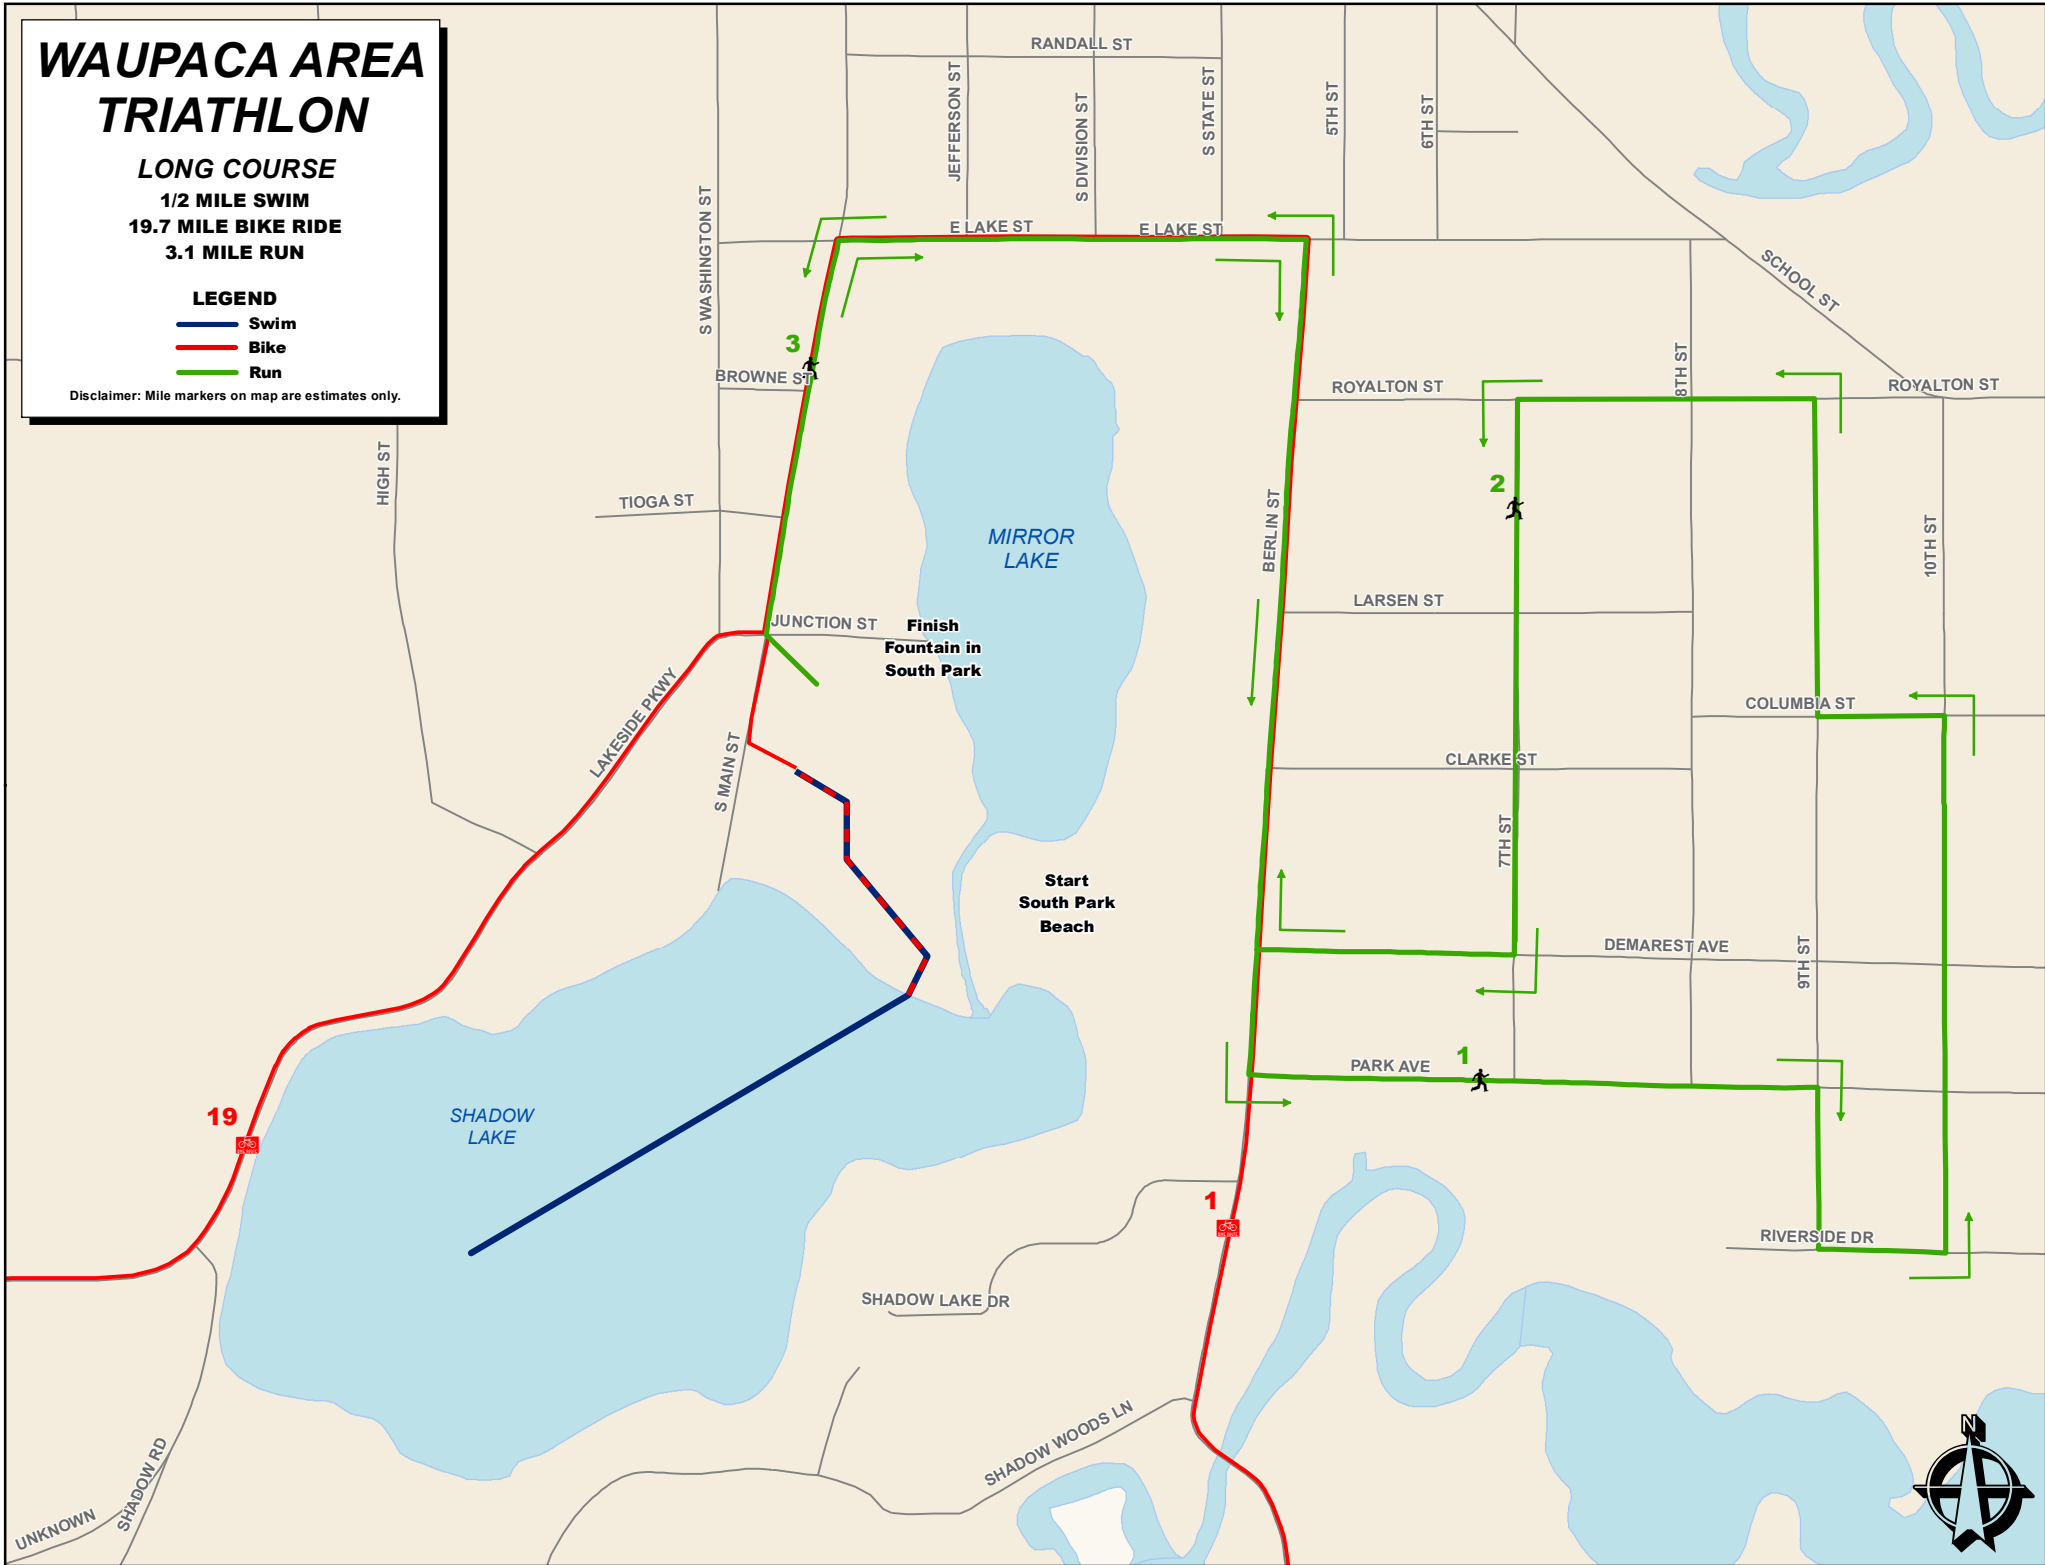 WAUPACA AREA
TRIATHLON
LONG COURSE
1/2 MILE SWIM
19.7 MILE BIKE RIDE
3.1 MILE RUN
LEGEND
Swim
Bike
Run
Disclaimer: Mile markers on map are estimates only.
RANDALL ST
JEFFERSON ST
S DIVISION ST
S STATE ST
5TH ST
6TH ST
S WASHINGTON ST
E LAKE ST
E LAKE ST
SCHOOL ST
3
BROWNE ST
ROYALTON ST
8TH ST
ROYALTON ST
HIGH ST
TIOGA ST
2
BERLIN ST
10TH ST
MIRROR
LAKE
LARSEN ST
JUNCTION ST
Finish
Fountain in
South Park
LAKESIDE PKWY
S MAIN ST
COLUMBIA ST
CLARKE ST
7TH ST
Start
South Park
Beach
DEMAREST AVE
9TH ST
PARK AVE
1
19
SHADOW
LAKE
1
RIVERSIDE DR
SHADOW LAKE DR
SHADOW WOODS LN
SHADOW RD
UNKNOWN
N